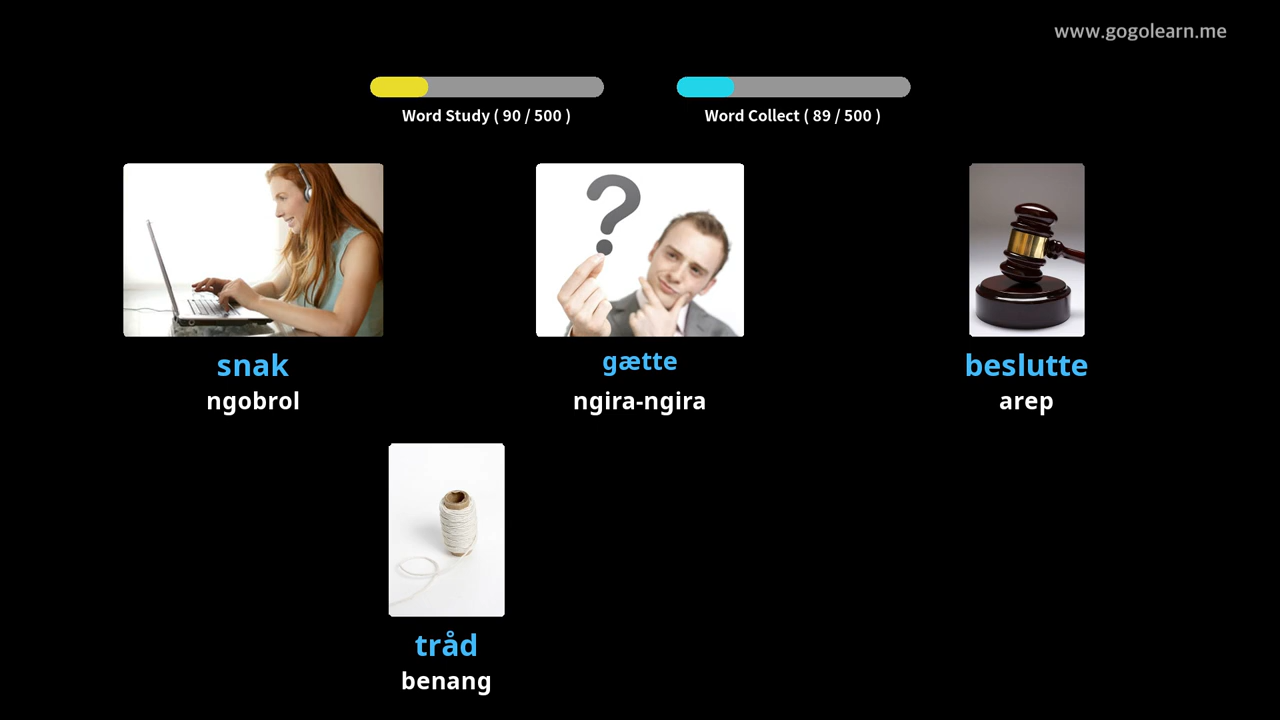 www.gogolearn.me
Word Study ( 90 / 500 )
Word Collect ( 89 / 500 )
snak
ngobrol
gætte
ngira-ngira
beslutte
arep
tråd
benang